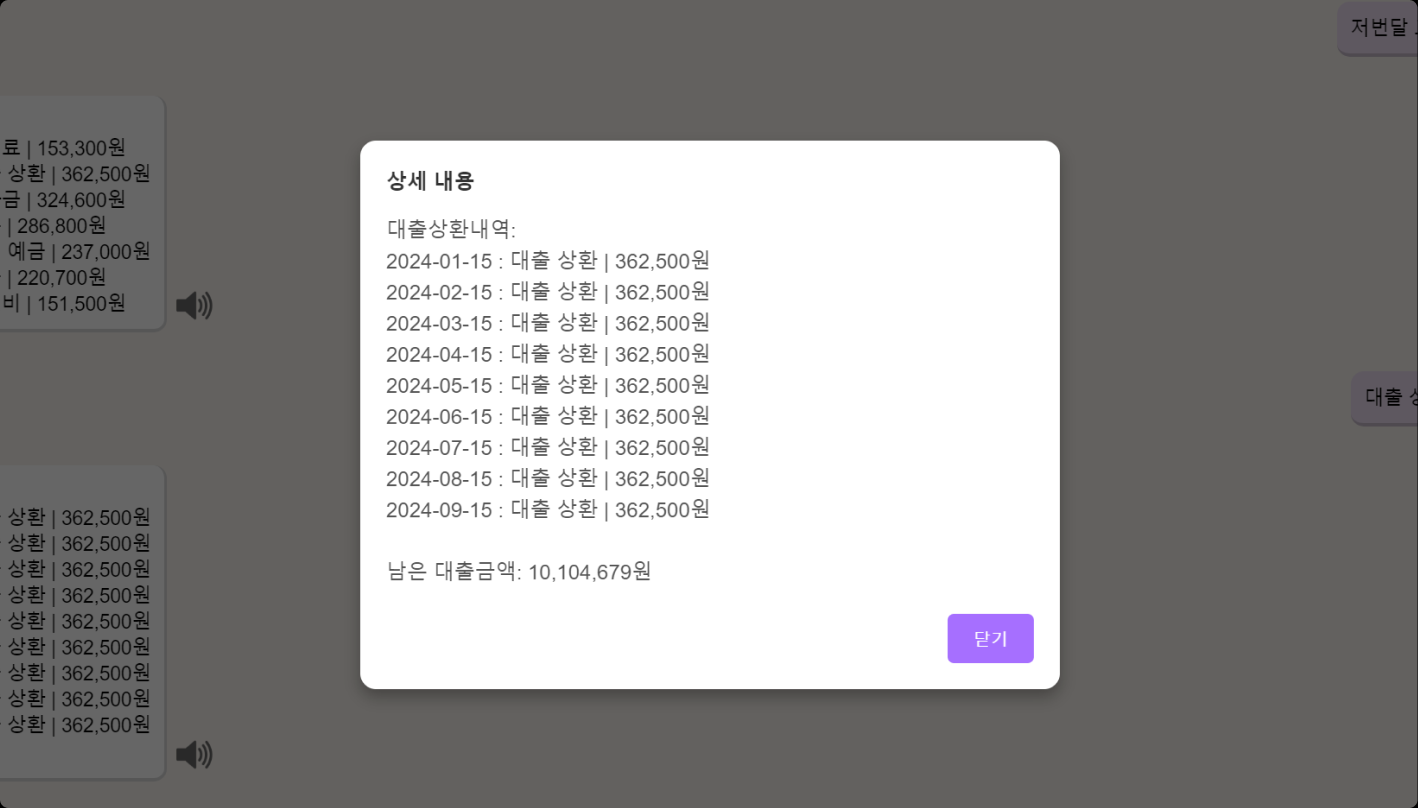 저번달
료 | 153,300원
상환 | 362,500원
금 | 324,600원
| 286,800원
예금 | 237,000원
| 220,700원
비 | 151,500원
상세 내용
대출상환내역:
2024-01-15 : 대출 상환 | 362,500원
2024-02-15 : 대출 상환 | 362,500원
2024-03-15 : 대출 상환 | 362,500원
2024-04-15 : 대출 상환 | 362,500원
2024-05-15 : 대출 상환 | 362,500원
2024-06-15 : 대출 상환 | 362,500원
2024-07-15 : 대출 상환 | 362,500원
2024-08-15 : 대출 상환 | 362,500원
2024-09-15 : 대출 상환 | 362,500원
남은 대출금액: 10,104,679원
닫기
대출
상환 | 362,500원
상환 | 362,500원
상환 | 362,500원
상환 | 362,500원
상환 | 362,500원
상환 | 362,500원
상환 | 362,500원
상환 | 362,500원
상환 | 362,500원